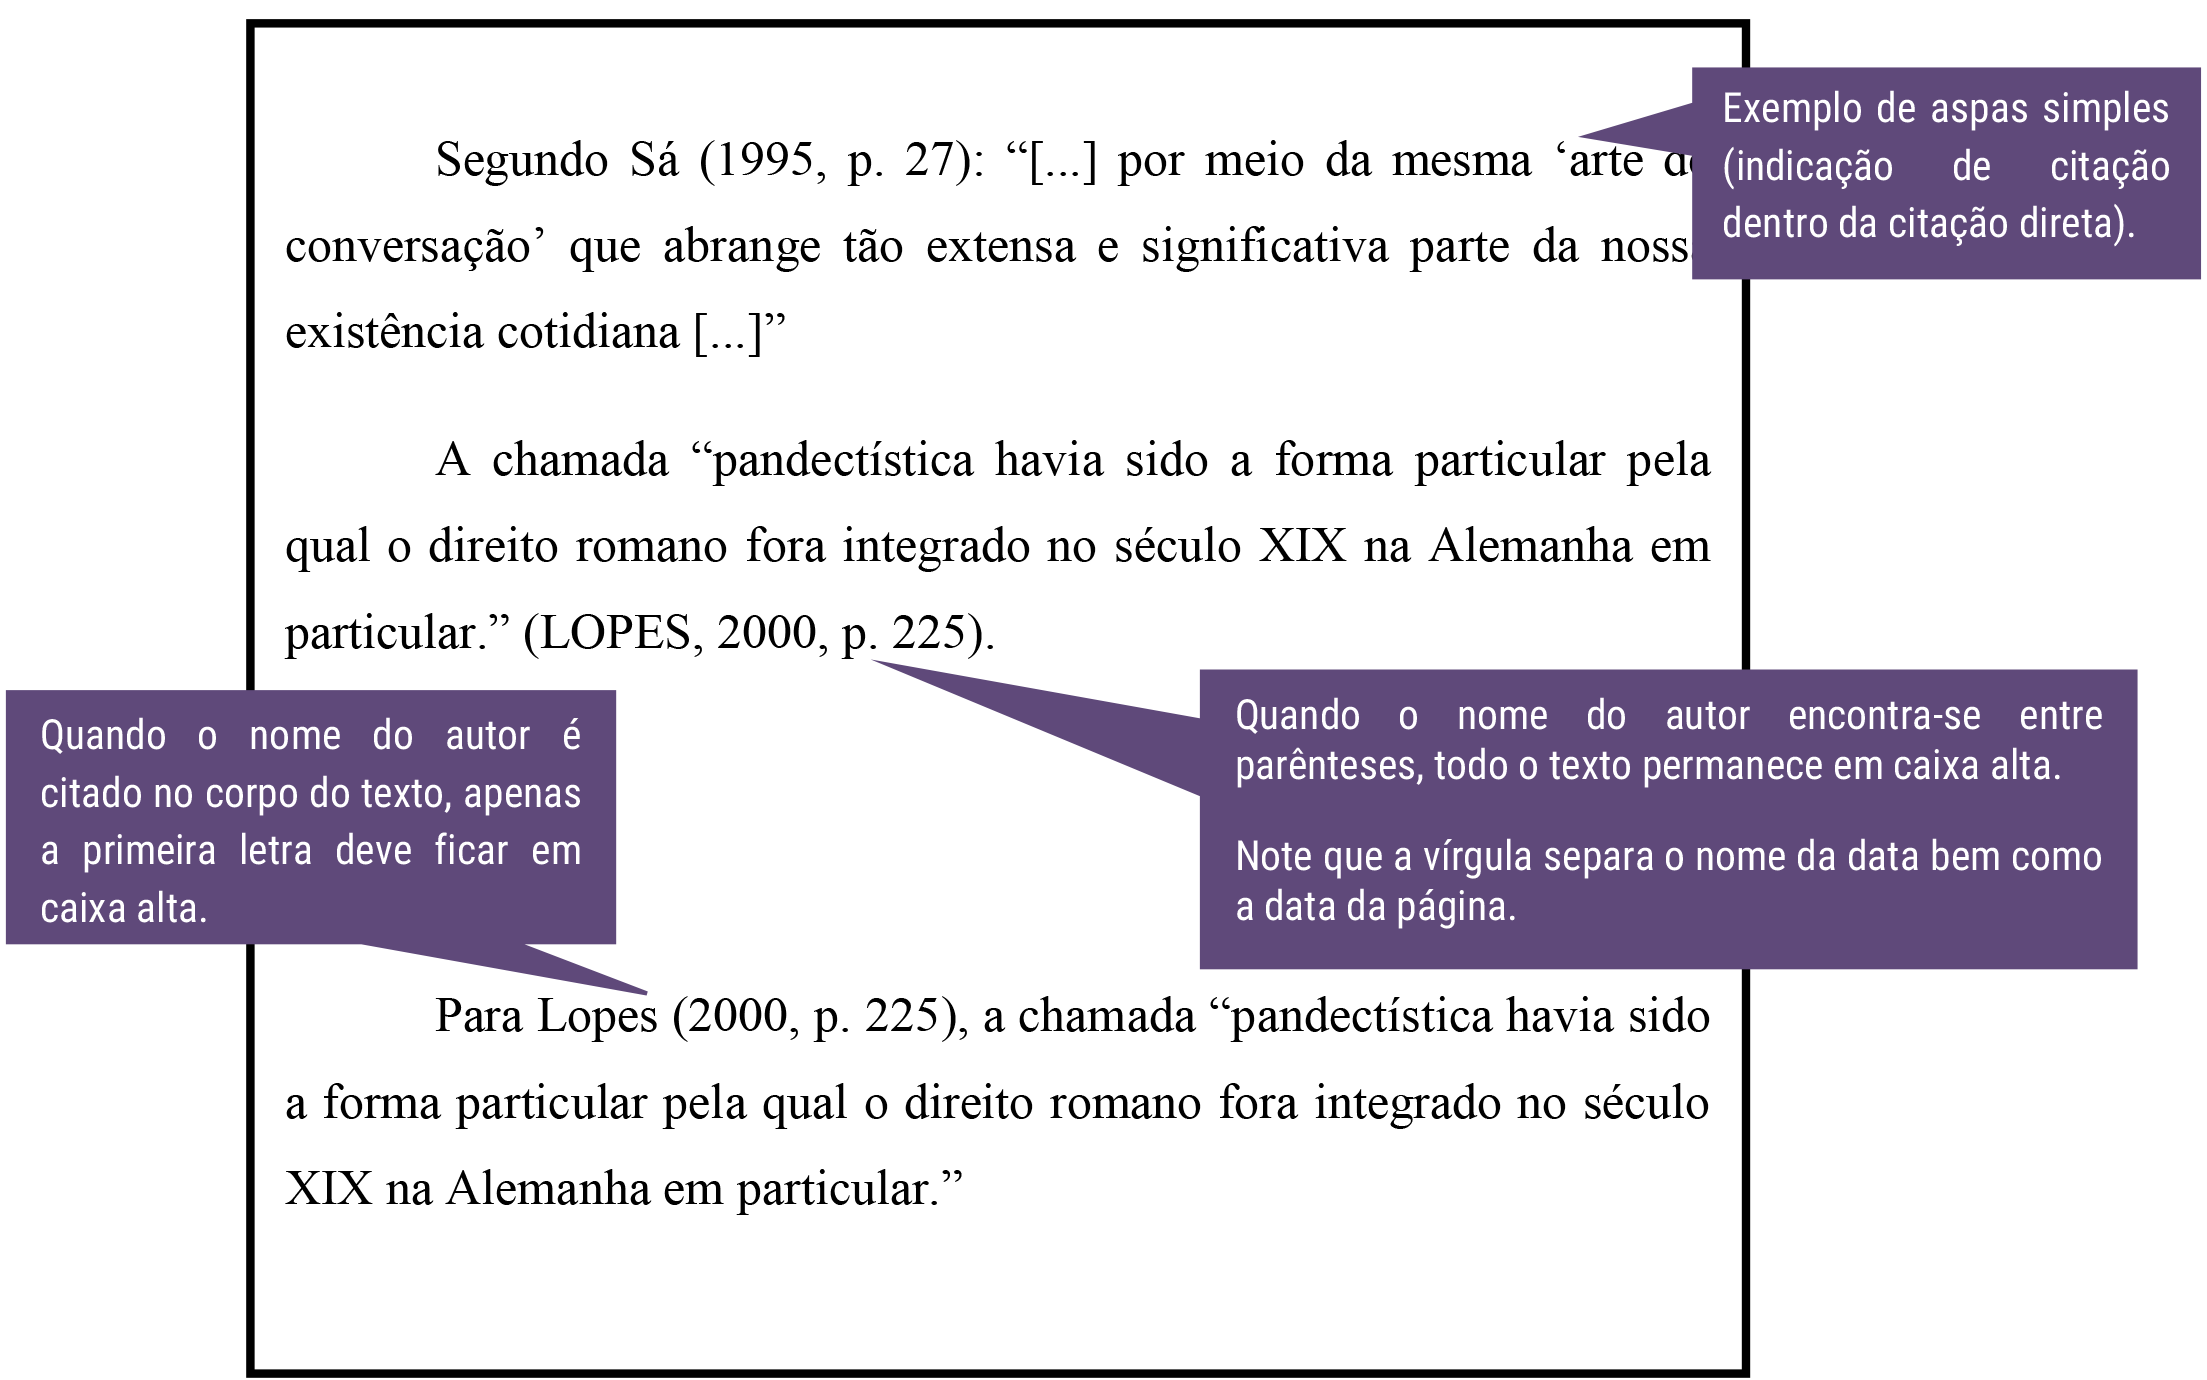 Segundo Sá (1995, p. 27): “[...] por meio da mesma ‘arte
conversação’ que abrange tão extensa e significativa parte da
existência cotidiana [...]”
Exemplo de aspas simples
(indicação de citação
dentro da citação direta).
A chamada “pandectística havia sido a forma particular pela
qual o direito romano fora integrado no século XIX na Alemanha em
particular.” (LOPES, 2000, p. 225).
Quando o nome do autor é
citado no corpo do texto, apenas
a primeira letra deve ficar em
caixa alta.
Quando o nome do autor encontra-se entre
parênteses, todo o texto permanece em caixa alta.
Note que a vírgula separa o nome da data bem como
a data da página.
Para Lopes (2000, p. 225), a chamada “pandectística havia sido
a forma particular pela qual o direito romano fora integrado no século
XIX na Alemanha em particular.”